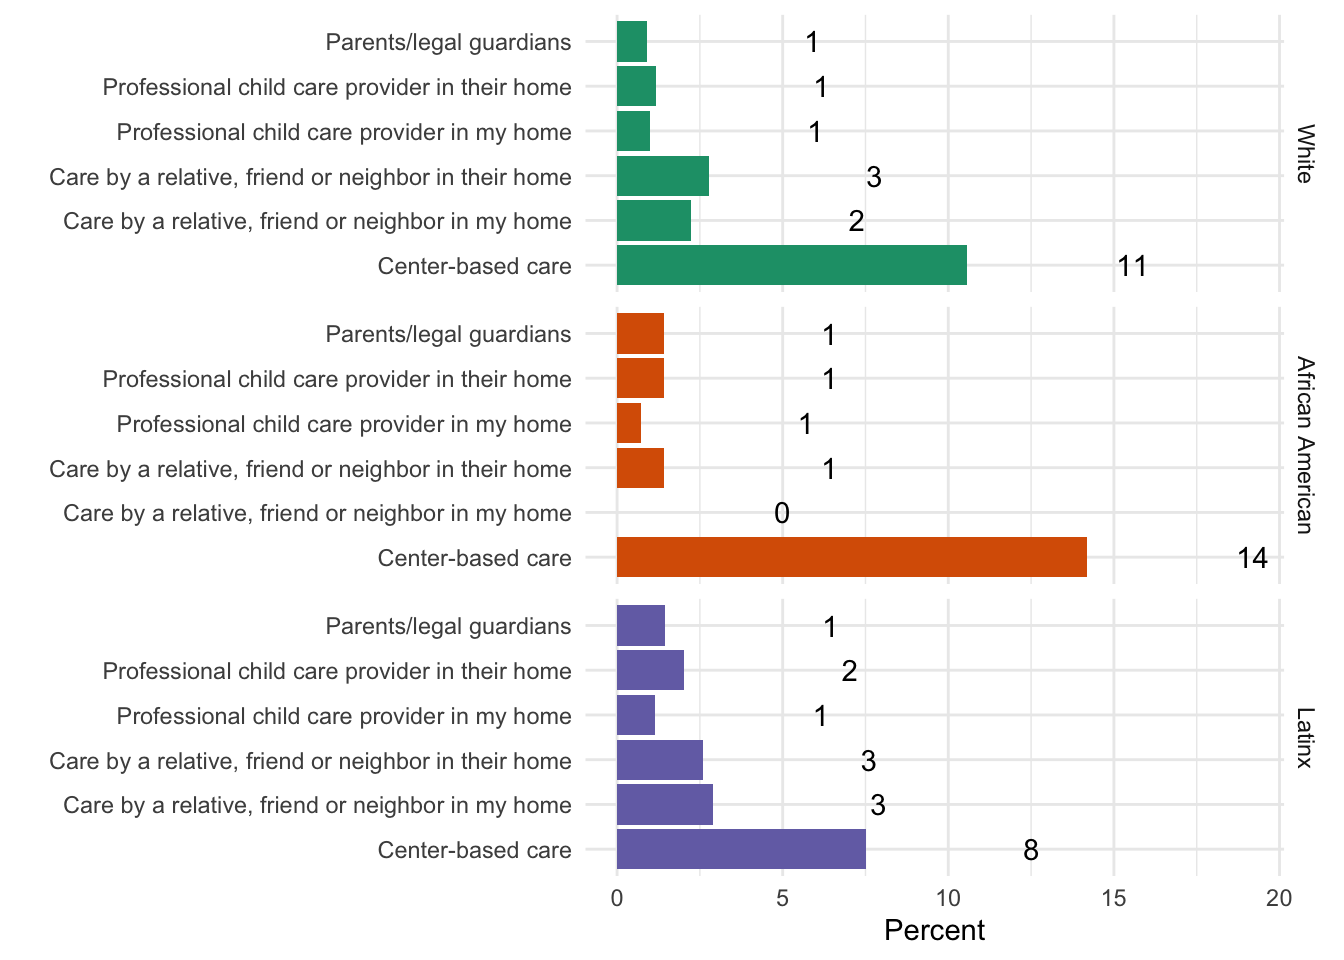 Parents/legal guardians 1
Professional child care provider in their home 1
Professional child care provider in my home 1
Care by a relative, friend or neighbor in their home 3
Care by a relative, friend or neighbor in my home 2
Center-based care 11
White
Parents/legal guardians 1
Professional child care provider in their home 1
Professional child care provider in my home 1
Care by a relative, friend or neighbor in their home 1
Care by a relative, friend or neighbor in my home 0
Center-based care 14
African American
Parents/legal guardians 1
Professional child care provider in their home 2
Professional child care provider in my home 1
Care by a relative, friend or neighbor in their home 3
Care by a relative, friend or neighbor in my home 3
Center-based care 8
Latinx
0 5 10 15 20
Percent